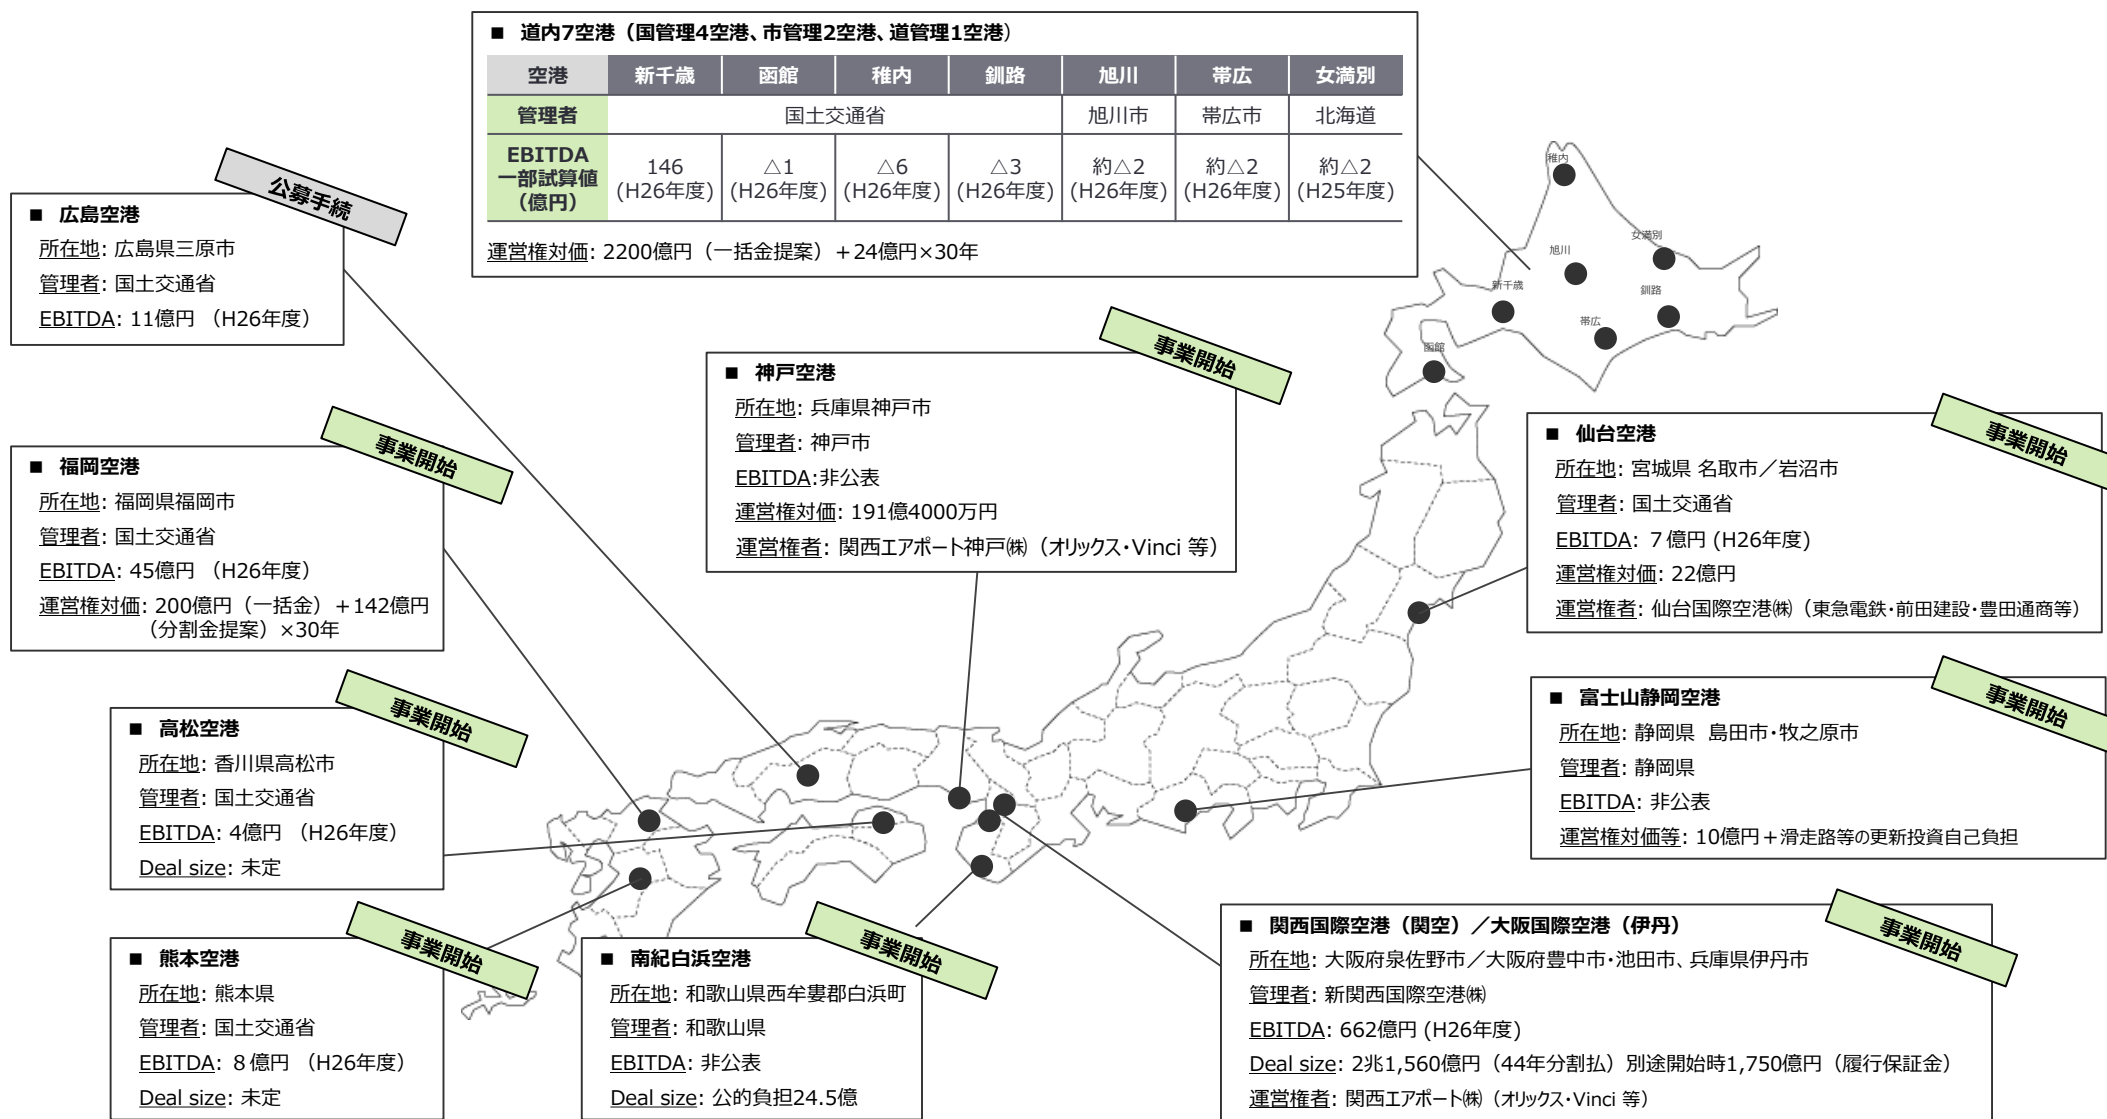 ■ 道内7空港（国管理4空港、市管理2空港、道管理1空港）
空港 新千歳 函館 稚内 釧路 旭川 帯広 女満別
管理者 国土交通省 旭川市 帯広市 北海道
EBITDA
一部試算値
（億円）
146 △1 △6 △3 約△2 約△2 約△2
(H26年度) (H26年度) (H26年度) (H26年度) (H26年度) (H26年度) (H25年度)
運営権対価: 2200億円（一括金提案）＋24億円×30年
稚内
女満別
旭川
新千歳
釧路
帯広
函館
公募手続
■ 広島空港
所在地: 広島県三原市
管理者: 国土交通省
EBITDA: 11億円 （H26年度）
事業開始
■ 福岡空港
所在地: 福岡県福岡市
管理者: 国土交通省
EBITDA: 45億円 （H26年度）
運営権対価: 200億円（一括金）＋142億円
（分割金提案）×30年
事業開始
■ 神戸空港
所在地: 兵庫県神戸市
管理者: 神戸市
EBITDA:非公表
運営権対価: 191億4000万円
運営権者: 関西エアポート神戸㈱（オリックス・Vinci 等）
事業開始
■ 仙台空港
所在地: 宮城県 名取市／岩沼市
管理者: 国土交通省
EBITDA: ７億円 (H26年度)
運営権対価: 22億円
運営権者: 仙台国際空港㈱（東急電鉄・前田建設・豊田通商等）
事業開始
■ 高松空港
所在地: 香川県高松市
管理者: 国土交通省
EBITDA: 4億円 （H26年度）
Deal size: 未定
事業開始
■ 富士山静岡空港
所在地: 静岡県 島田市・牧之原市
管理者: 静岡県
EBITDA: 非公表
運営権対価等: 10億円＋滑走路等の更新投資自己負担
事業開始
■ 熊本空港
所在地: 熊本県
管理者: 国土交通省
EBITDA: ８億円 （H26年度）
Deal size: 未定
事業開始
■ 南紀白浜空港
所在地: 和歌山県西牟婁郡白浜町
管理者: 和歌山県
EBITDA: 非公表
Deal size: 公的負担24.5億
事業開始
■ 関西国際空港（関空）／大阪国際空港（伊丹）
所在地: 大阪府泉佐野市／大阪府豊中市・池田市、兵庫県伊丹市
管理者: 新関西国際空港㈱
EBITDA: 662億円 (H26年度)
Deal size: 2兆1,560億円（44年分割払）別途開始時1,750億円（履行保証金）
運営権者: 関西エアポート㈱（オリックス・Vinci 等）